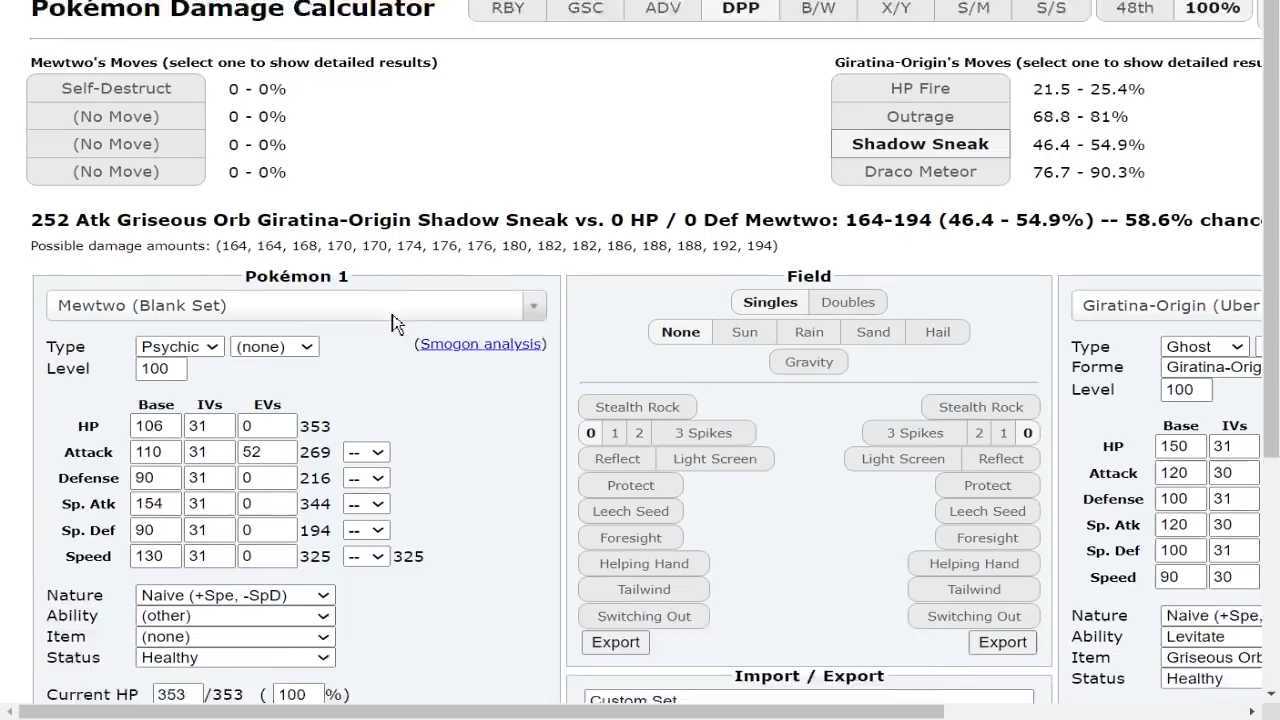 Pokémon Damage Calculator
RBY GSC ADV DPP B/W X/Y S/M S/S 48th 100%
Mewtwo's Moves (select one to show detailed results)
Self-Destruct 0 - 0%
(No Move) 0 - 0%
(No Move) 0 - 0%
(No Move) 0 - 0%
Giratina-Origin's Moves (select one to show detailed resu
HP Fire 21.5 - 25.4%
Outrage 68.8 - 81%
Shadow Sneak 46.4 - 54.9%
Draco Meteor 76.7 - 90.3%
252 Atk Griseous Orb Giratina-Origin Shadow Sneak vs. 0 HP / 0 Def Mewtwo: 164-194 (46.4 - 54.9%) -- 58.6% chanc
Possible damage amounts: (164, 164, 168, 170, 170, 174, 176, 176, 180, 182, 182, 186, 188, 188, 192, 194)
Pokémon 1
Mewtwo (Blank Set)
Type Psychic (none) (Smogon analysis)
Level 100
Base IVs EVs
HP 106 31 0 353
Attack 110 31 52 269 --
Defense 90 31 0 216 --
Sp. Atk 154 31 0 344 --
Sp. Def 90 31 0 194 --
Speed 130 31 0 325 -- 325
Nature Naive (+Spe, -SpD)
Ability (other)
Item (none)
Status Healthy
Current HP 353 /353 ( 100 %)
Field
Singles Doubles
None Sun Rain Sand Hail
Gravity
Stealth Rock Stealth Rock
0 1 2 3 Spikes 3 Spikes 2 1 0
Reflect Light Screen Light Screen Reflect
Protect Protect
Leech Seed Leech Seed
Foresight Foresight
Helping Hand Helping Hand
Tailwind Tailwind
Switching Out Switching Out
Export Export
Import / Export
Custom Set
Giratina-Origin (Uber
Type Ghost
Forme Giratina-Orig
Level 100
Base IVs
HP 150 31
Attack 120 30
Defense 100 31
Sp. Atk 120 30
Sp. Def 100 31
Speed 90 30
Nature Naive (+Spe,
Ability Levitate
Item Griseous Orb
Status Healthy